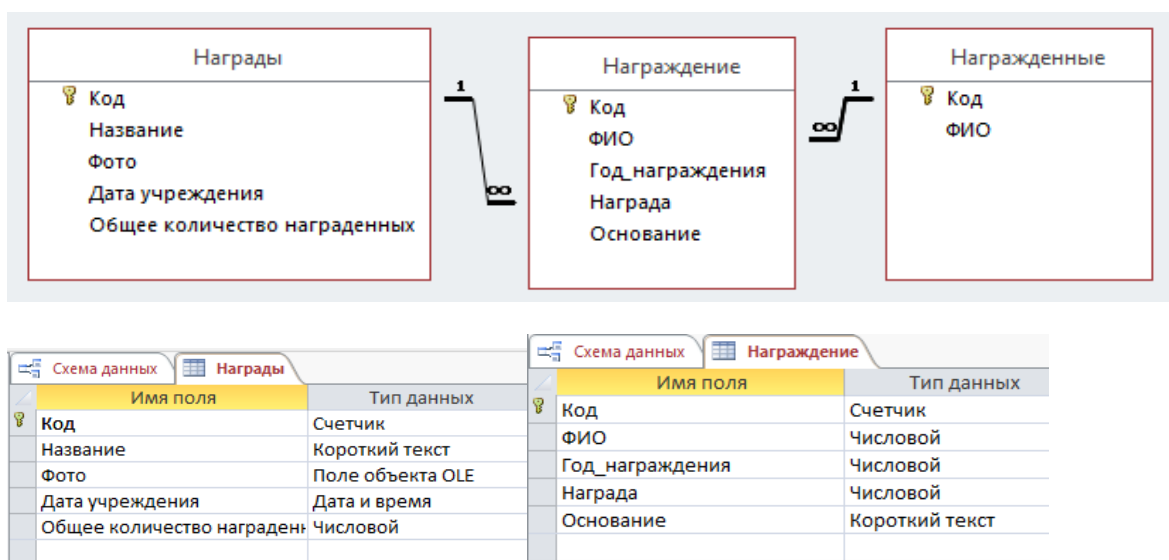 Награды
Код
Название
Фото
Дата учреждения
Общее количество награденных
1
∞
Награждение
Код
ФИО
Год_награждения
Награда
Основание
1
∞
Награжденные
Код
ФИО
Схема данных Награды
Имя поля Тип данных
Код Счетчик
Название Короткий текст
Фото Поле объекта OLE
Дата учреждения Дата и время
Общее количество награденн Числовой
Схема данных Награждение
Имя поля Тип данных
Код Счетчик
ФИО Числовой
Год_награждения Числовой
Награда Числовой
Основание Короткий текст